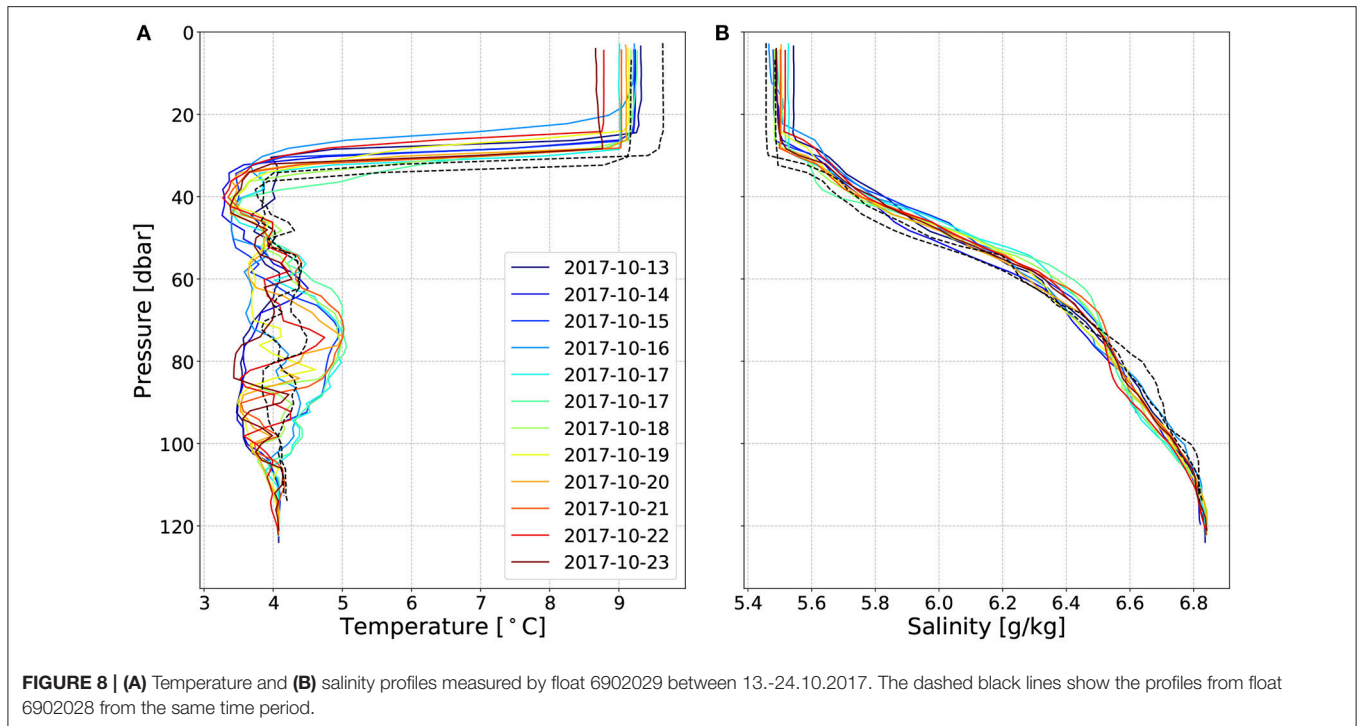 A
B
0
20
40
60
80
100
120
Pressure [dbar]
3 4 5 6 7 8 9
Temperature [°C]
2017-10-13
2017-10-14
2017-10-15
2017-10-16
2017-10-17
2017-10-17
2017-10-18
2017-10-19
2017-10-20
2017-10-21
2017-10-22
2017-10-23
5.4 5.6 5.8 6.0 6.2 6.4 6.6 6.8
Salinity [g/kg]
FIGURE 8 | (A) Temperature and (B) salinity profiles measured by float 6902029 between 13.-24.10.2017. The dashed black lines show the profiles from float
6902028 from the same time period.